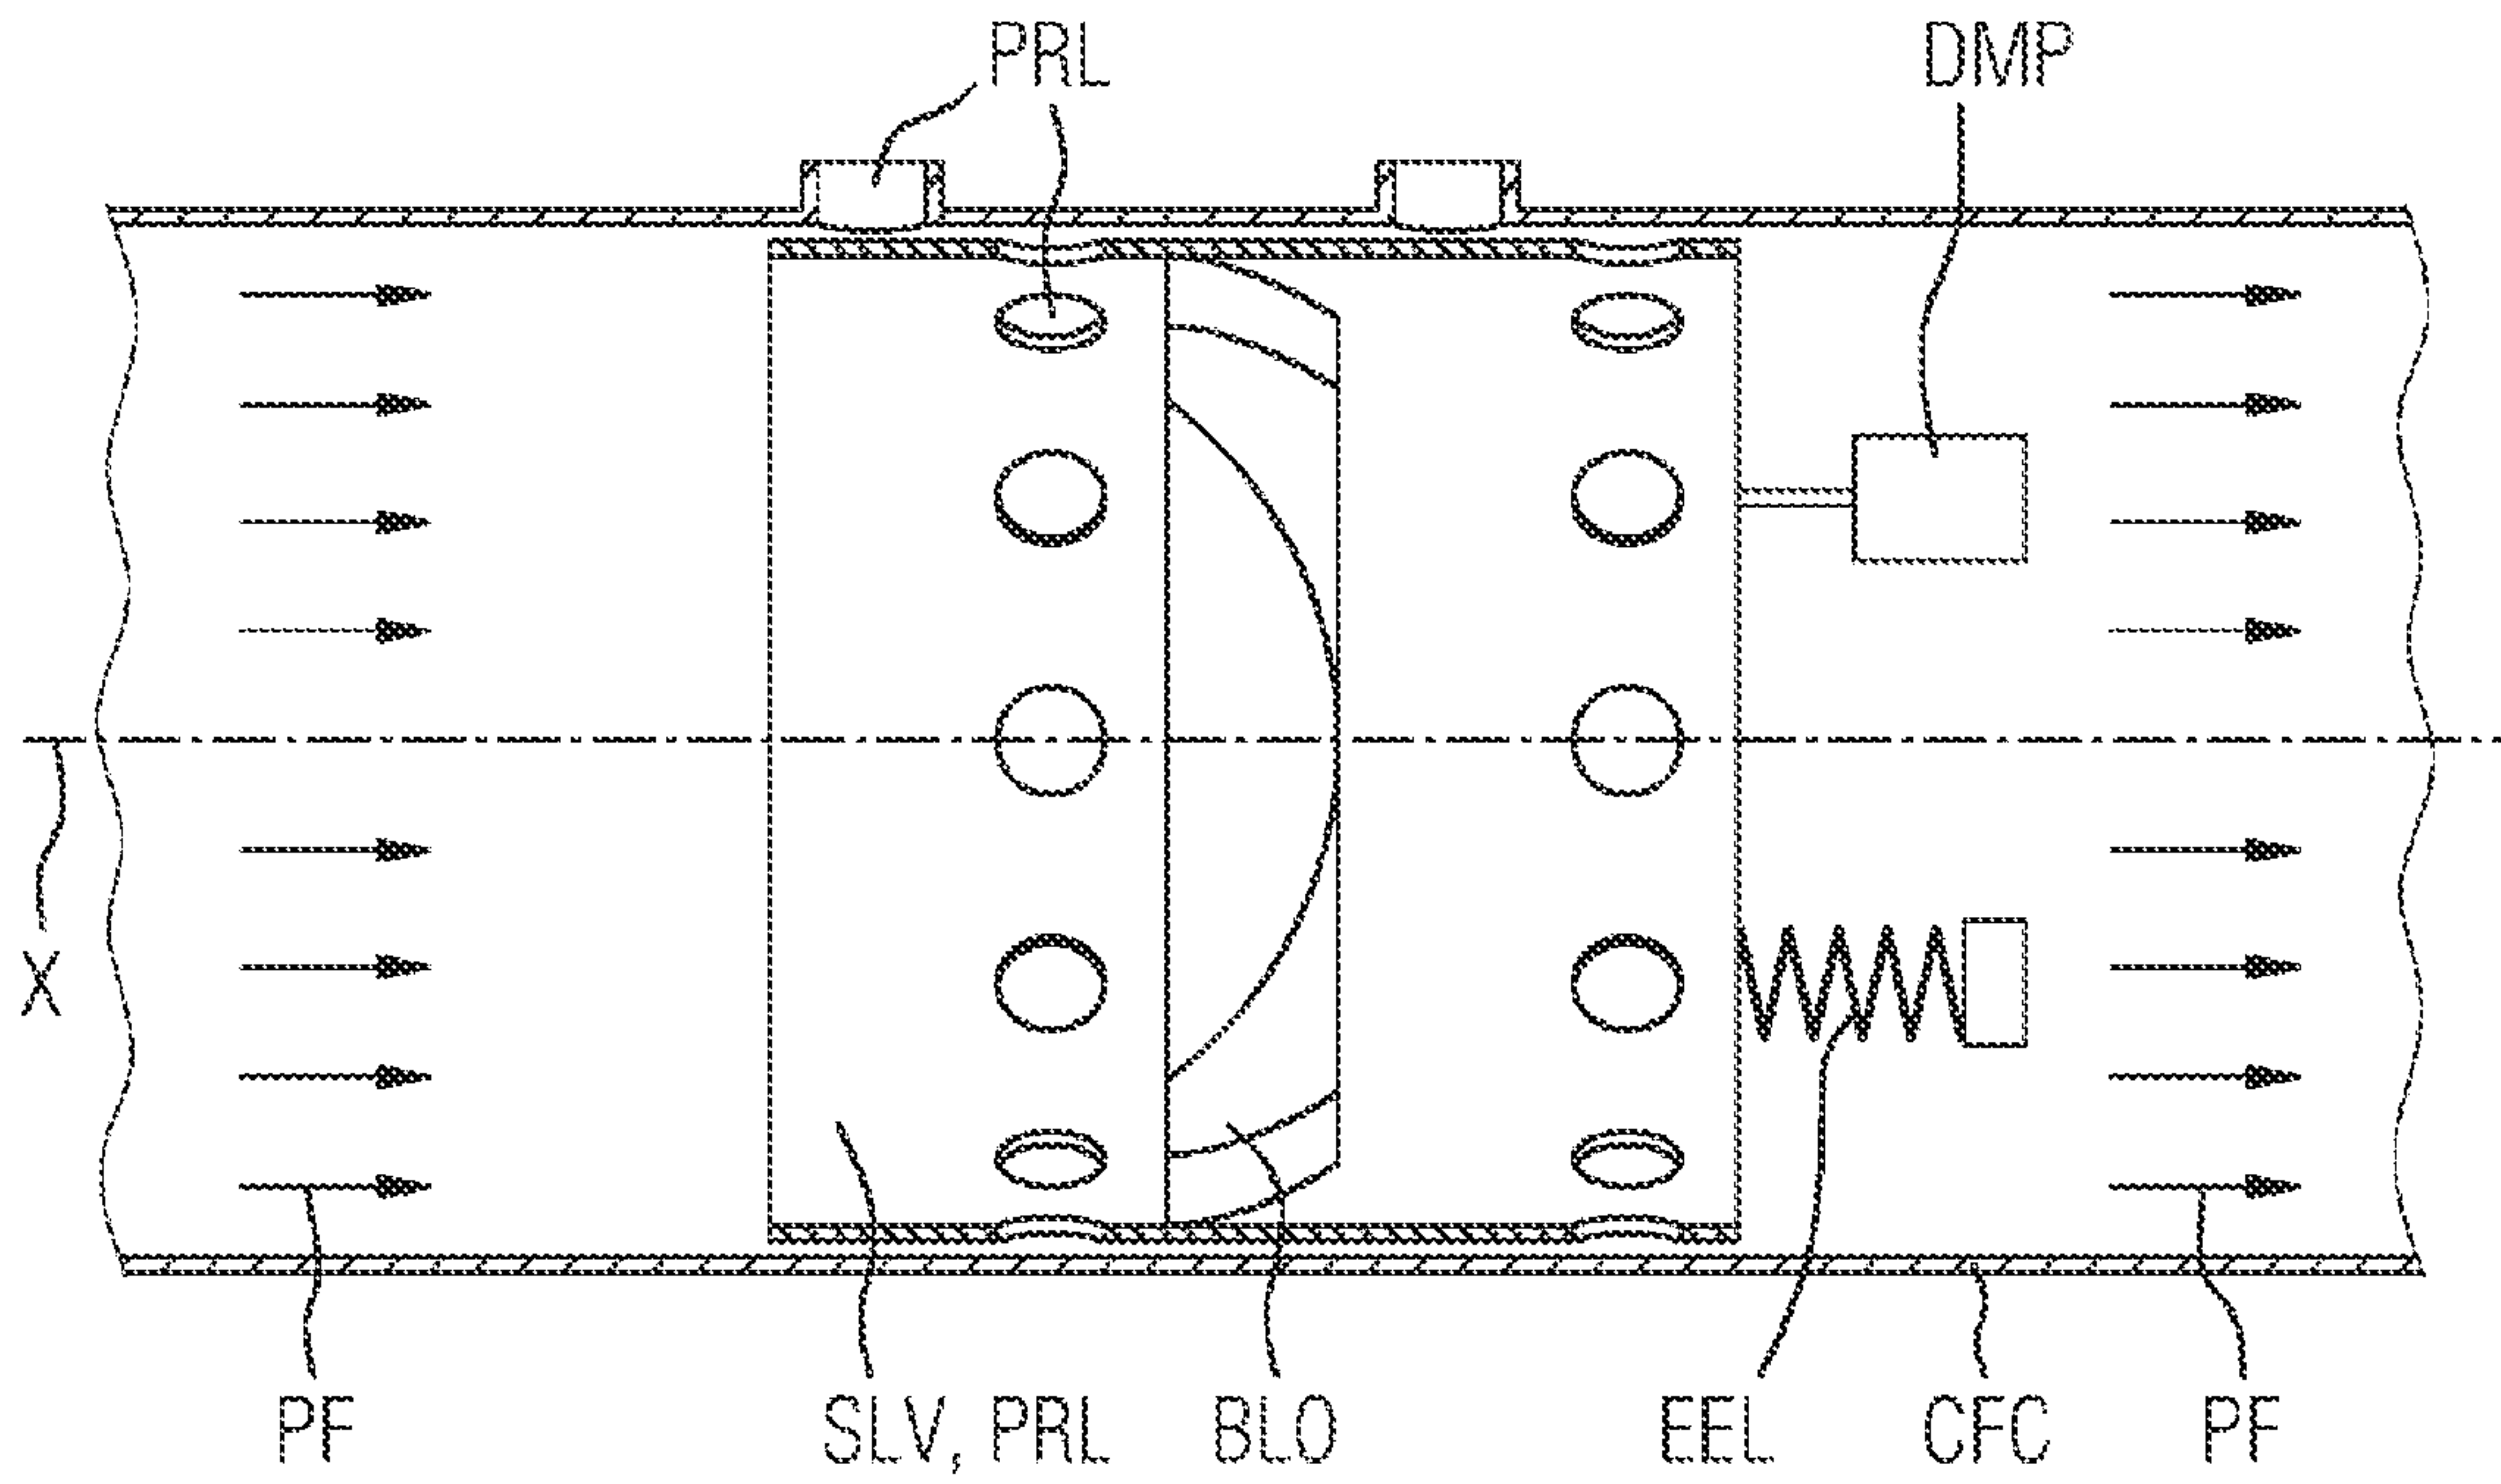 PRL DMP
X
PF SLV, PRL BLO EEL CFC PF